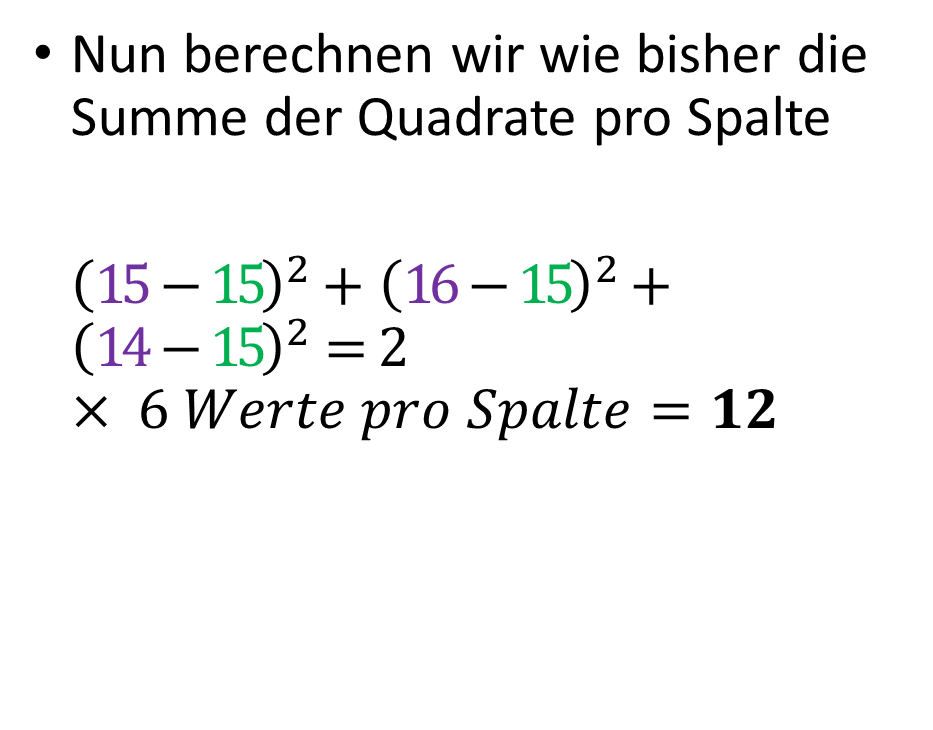 • Nun berechnen wir wie bisher die
Summe der Quadrate pro Spalte
(15 − 15)² + (16 − 15)² +
(14 − 15)² = 2
× 6 Werte pro Spalte = 12